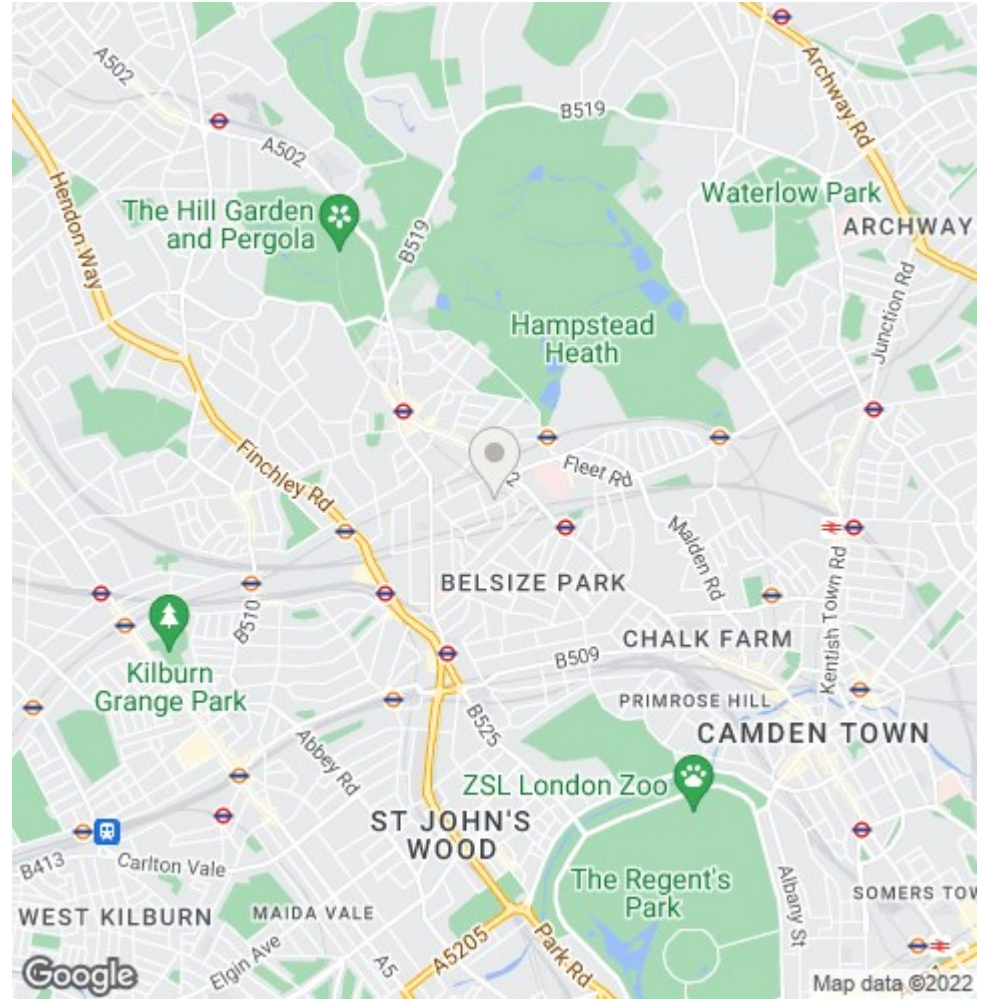 A502
Archway Rd
B519
A502
Waterlow Park
The Hill Garden
and Pergola
B519
ARCHWAY
Hendon Way
Junction Rd
Hampstead
Heath
Finchley Rd
Fleet Rd
Malden Rd
Kentish Town Rd
BELSIZE PARK
B510
CHALK FARM
B509
Kilburn
Grange Park
PRIMROSE HILL
B525
CAMDEN TOWN
Abbey Rd
ZSL London Zoo
ST JOHN'S
WOOD
B413
Carlton Vale
The Regent's
Park
Albany St
SOMERS TOW
WEST KILBURN
MAIDA VALE
Elgin Ave
A5
A5205
Park Rd
Google
Map data ©2022